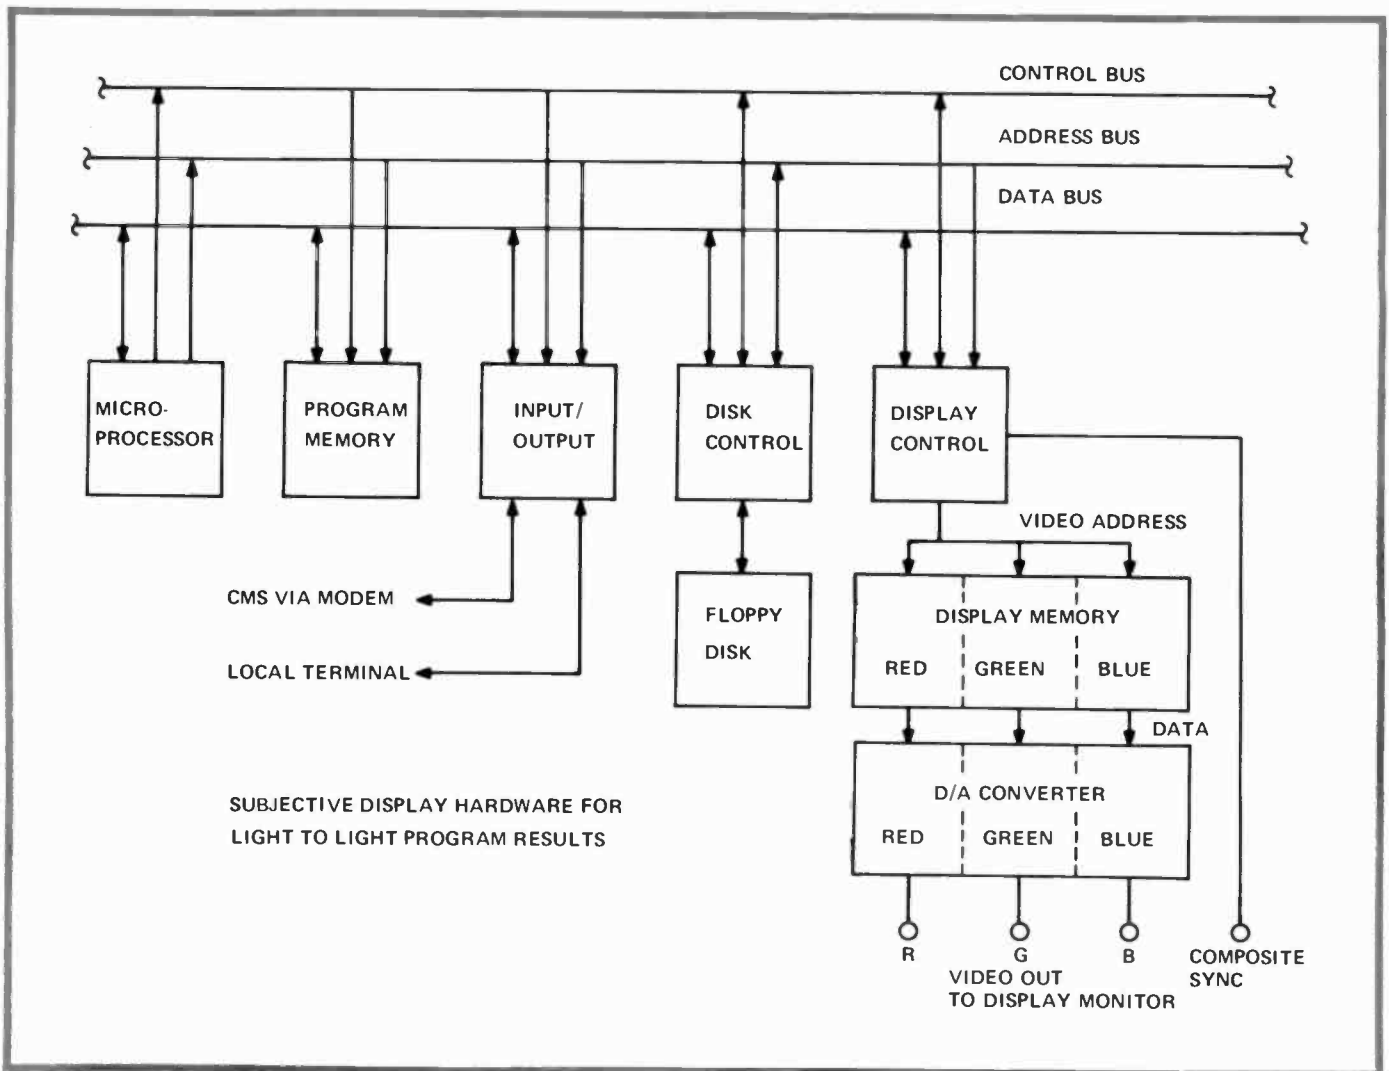 CONTROL BUS
ADDRESS BUS
DATA BUS
MICRO-
PROCESSOR
PROGRAM
MEMORY
INPUT/
OUTPUT
DISK
CONTROL
DISPLAY
CONTROL
VIDEO ADDRESS
CMS VIA MODEM
LOCAL TERMINAL
FLOPPY
DISK
DISPLAY MEMORY
RED GREEN BLUE
DATA
D/A CONVERTER
RED GREEN BLUE
SUBJECTIVE DISPLAY HARDWARE FOR
LIGHT TO LIGHT PROGRAM RESULTS
R G B
VIDEO OUT
TO DISPLAY MONITOR
COMPOSITE
SYNC